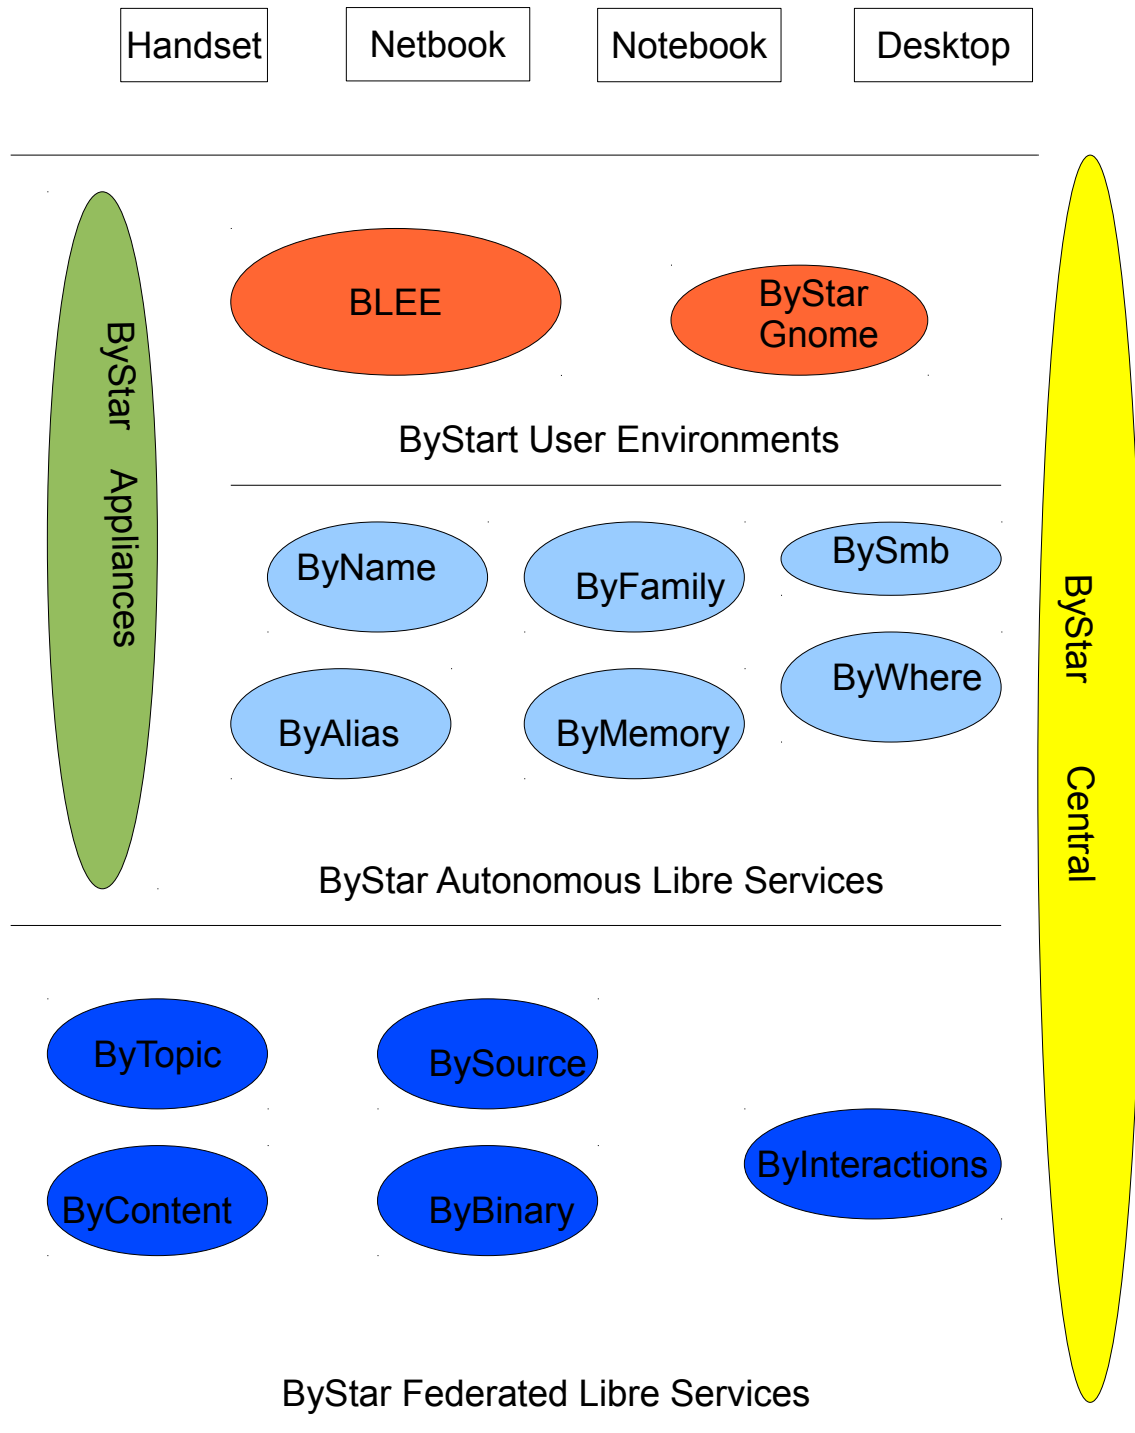 Handset
Netbook
Notebook
Desktop
BLEE
ByStar
Gnome
ByStar Appliances
ByStart User Environments
ByName
ByFamily
BySmb
ByWhere
ByAlias
ByMemory
ByStar Central
ByStar Autonomous Libre Services
ByTopic
BySource
ByInteractions
ByContent
ByBinary
ByStar Federated Libre Services